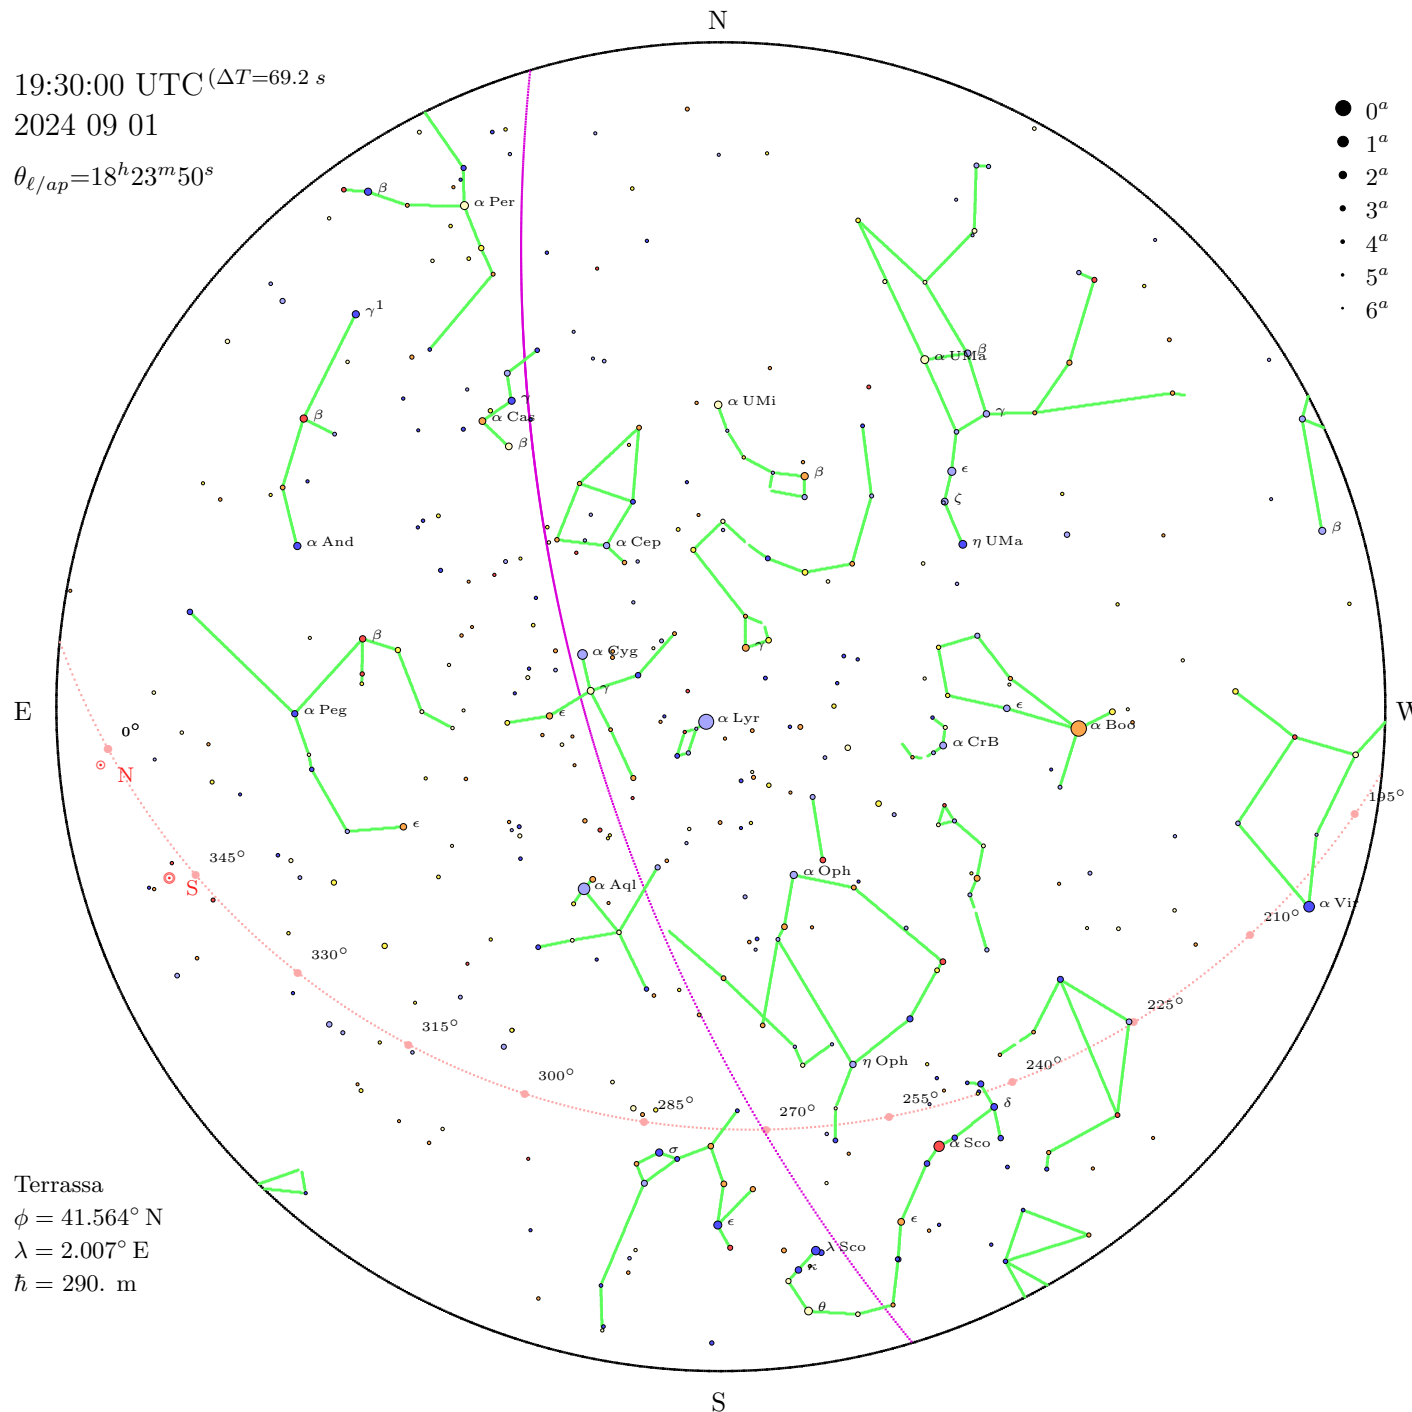 N
19:30:00 UTC (ΔT=69.2 s
2024 09 01
θℓ/ap=18h23m50s
0a
1a
2a
3a
4a
5a
6a
β
α Per
γ1
β
α And
γ
α Cas
β
α UMi
β
α UMa
β
γ
ϵ
ζ
η UMa
β
α Cep
γ
β
α Peg
ϵ
α Cyg
γ
ϵ
α Lyr
ϵ
α Boo
α CrB
E
W
0°
N
195°
345°
S
α Aql
α Oph
α Vir
210°
330°
225°
315°
η Oph
240°
300°
285°
270°
255°
δ
α Sco
σ
ϵ
ϵ
λ Sco
κ
θ
Terrassa
ϕ = 41.564° N
λ = 2.007° E
ħ = 290. m
S